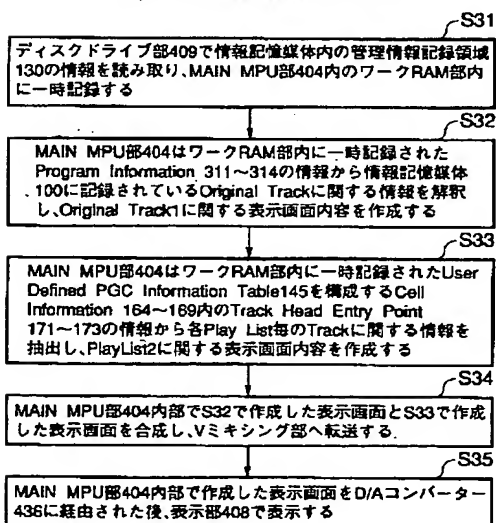 S31
ディスクドライブ部409で情報記憶媒体内の管理情報記録領域
130の情報を読み取り、MAIN MPU部404内のワークRAM部内
に一時記録する
S32
MAIN MPU部404はワークRAM部内に一時記録された
Program Information 311～314の情報から情報記憶媒体
100に記録されているOriginal Trackに関する情報を解釈
し、Original Track1に関する表示画面内容を作成する
S33
MAIN MPU部404はワークRAM部内に一時記録されたUser
Defined PGC Information Table145を構成するCell
Information 164～169内のTrack Head Entry Point
171～173の情報から各Play List毎のTrackに関する情報を
抽出し、PlayList2に関する表示画面内容を作成する
S34
MAIN MPU部404内部でS32で作成した表示画面とS33で作成
した表示画面を合成し、Vミキシング部へ転送する.
S35
MAIN MPU部404内部で作成した表示画面をD/Aコンバーター
436に経由された後、表示部408で表示する